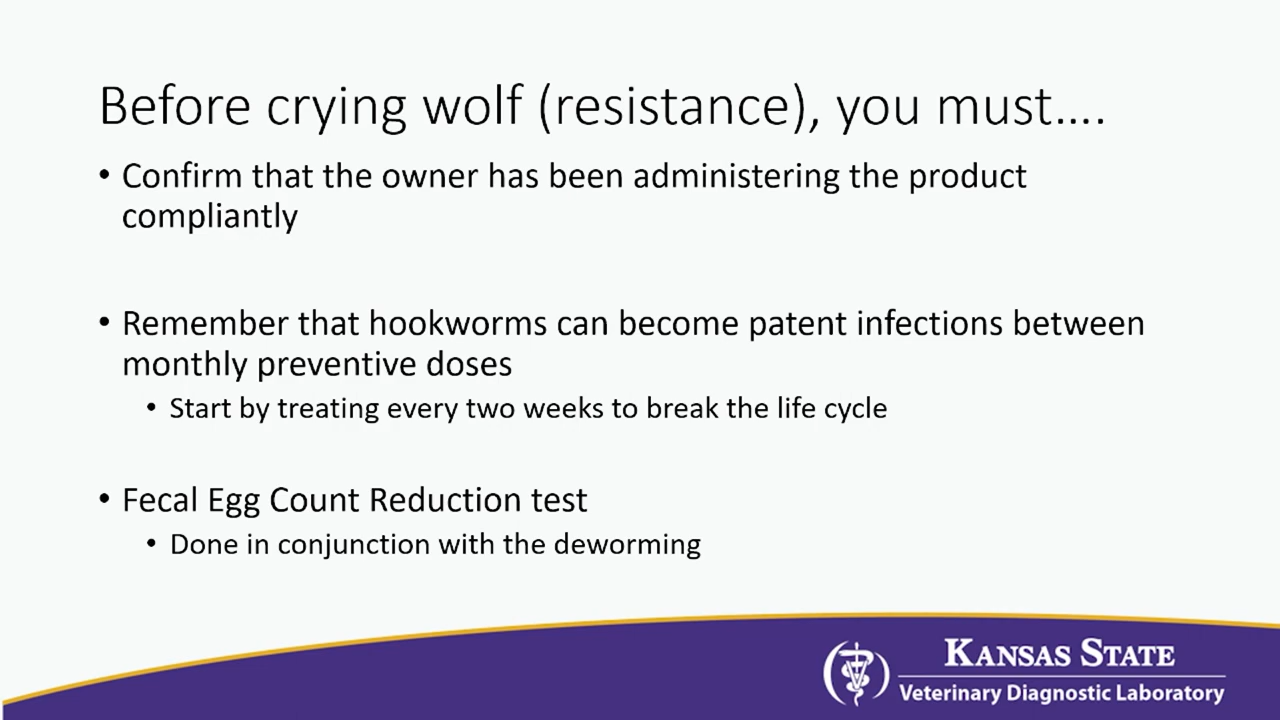 Before crying wolf (resistance), you must....
• Confirm that the owner has been administering the product
compliantly
• Remember that hookworms can become patent infections between
monthly preventive doses
• Start by treating every two weeks to break the life cycle
• Fecal Egg Count Reduction test
• Done in conjunction with the deworming
KANSAS STATE
Veterinary Diagnostic Laboratory